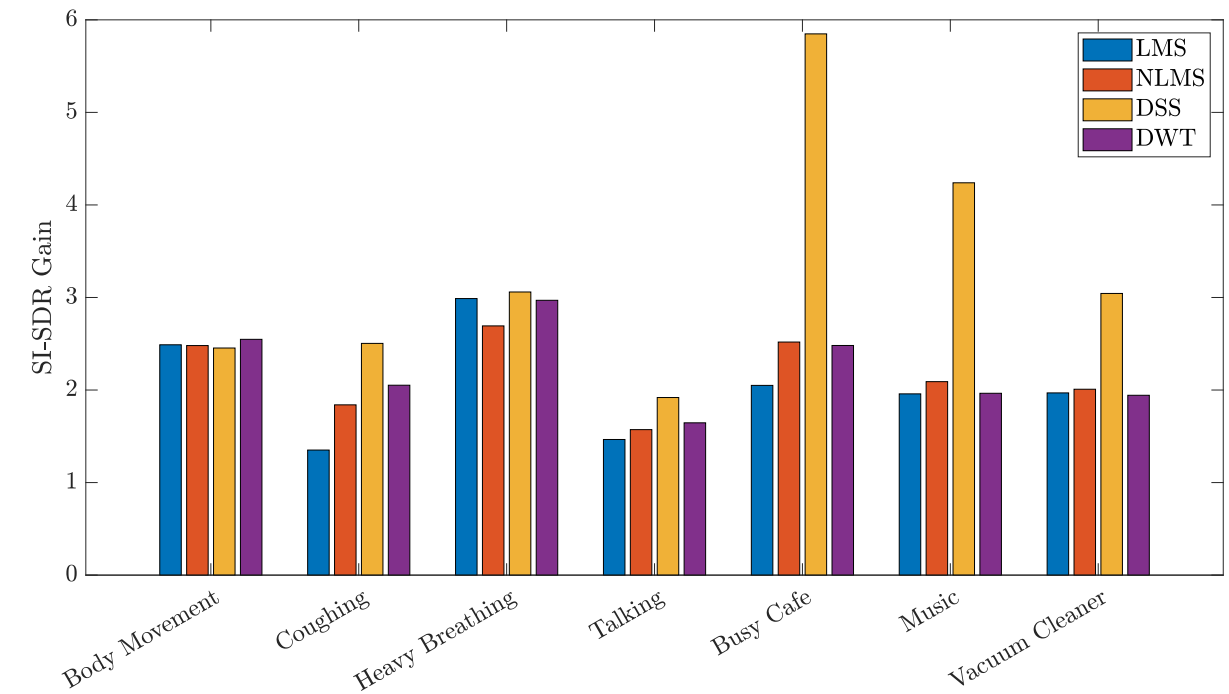 6
5
4
3
2
1
0
SI-SDR Gain
LMS
NLMS
DSS
DWT
Body Movement
Coughing
Heavy Breathing
Talking
Busy Cafe
Music
Vacuum Cleaner